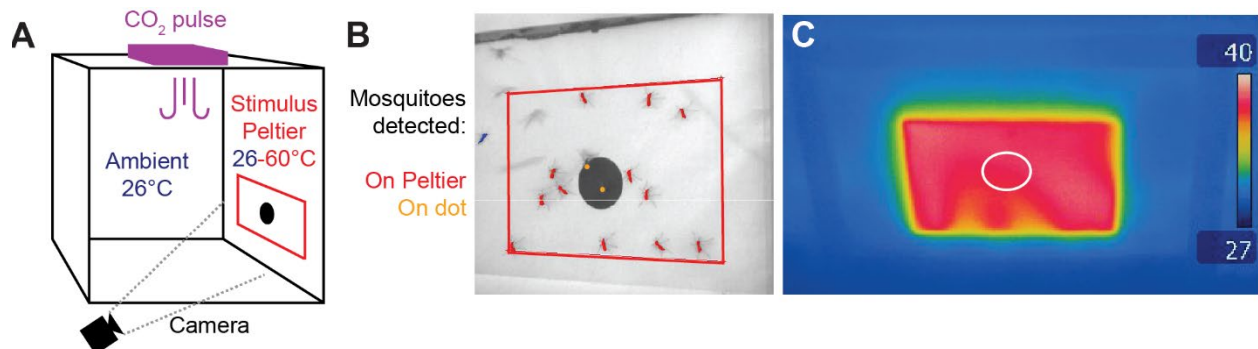 A
CO₂ pulse
Ambient
26°C
Stimulus
Peltier
26-60°C
Camera
B
Mosquitoes
detected:
On Peltier
On dot
C
40
27